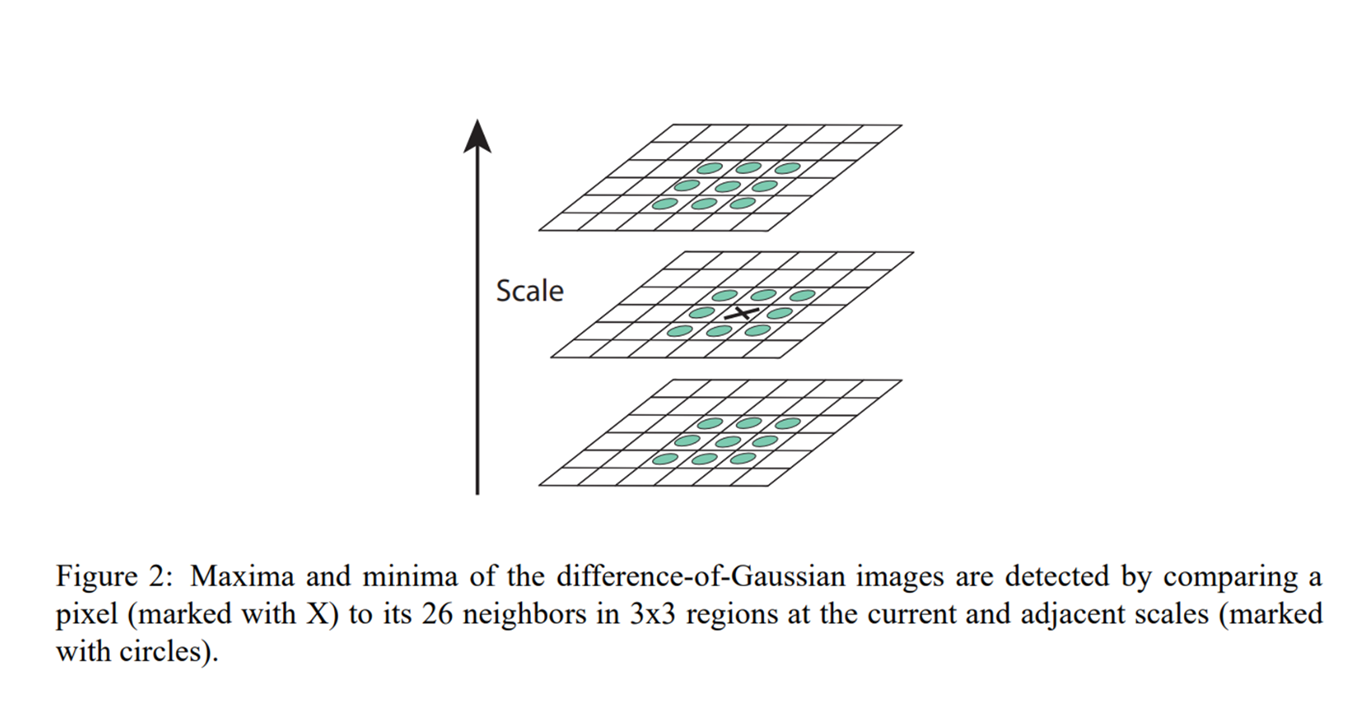 Scale
Figure 2: Maxima and minima of the difference-of-Gaussian images are detected by comparing a
pixel (marked with X) to its 26 neighbors in 3x3 regions at the current and adjacent scales (marked
with circles).